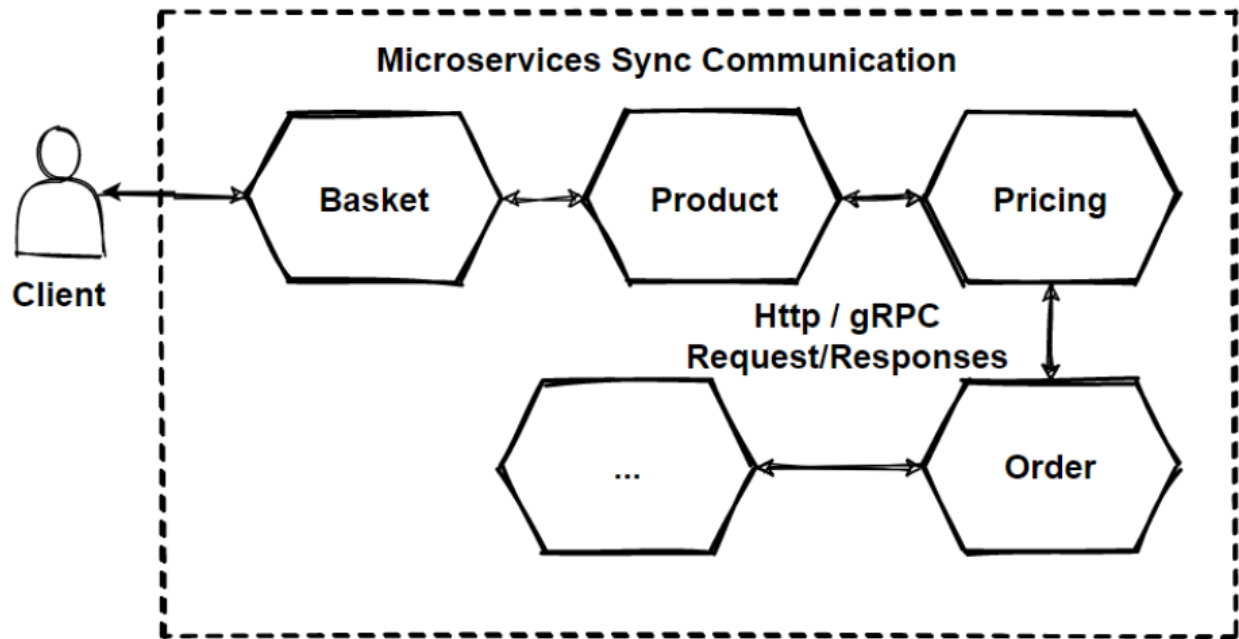 Microservices Sync Communication
Basket
Product
Pricing
Client
Http / gRPC
Request/Responses
...
Order